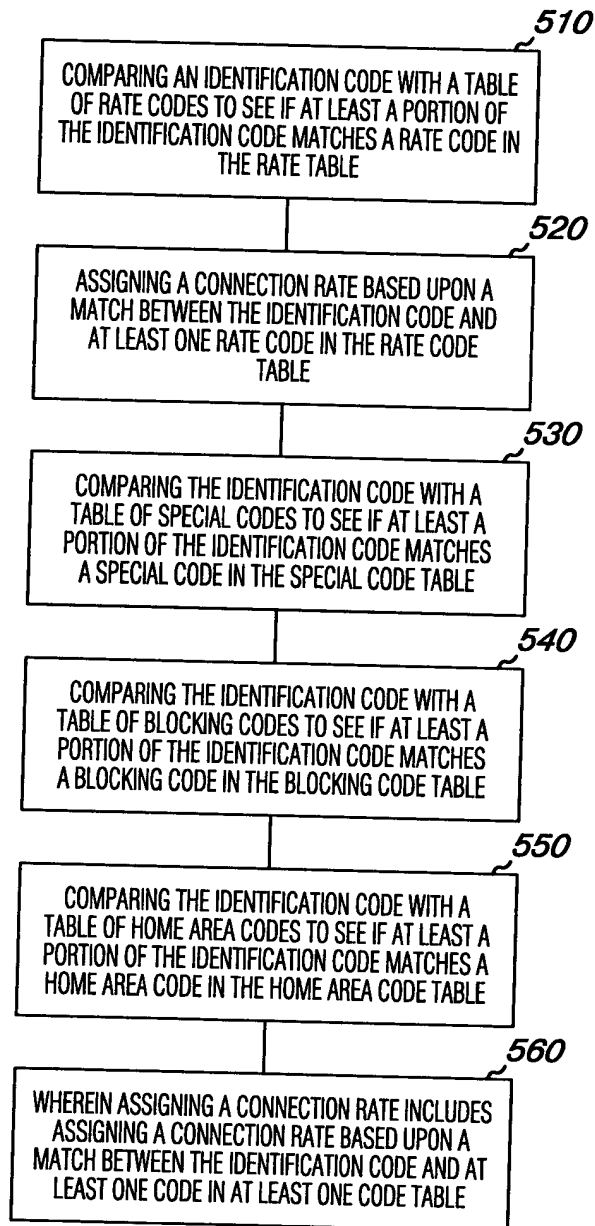 510
COMPARING AN IDENTIFICATION CODE WITH A TABLE
OF RATE CODES TO SEE IF AT LEAST A PORTION OF
THE IDENTIFICATION CODE MATCHES A RATE CODE IN
THE RATE TABLE
520
ASSIGNING A CONNECTION RATE BASED UPON A
MATCH BETWEEN THE IDENTIFICATION CODE AND
AT LEAST ONE RATE CODE IN THE RATE CODE
TABLE
530
COMPARING THE IDENTIFICATION CODE WITH A
TABLE OF SPECIAL CODES TO SEE IF AT LEAST A
PORTION OF THE IDENTIFICATION CODE MATCHES
A SPECIAL CODE IN THE SPECIAL CODE TABLE
540
COMPARING THE IDENTIFICATION CODE WITH A
TABLE OF BLOCKING CODES TO SEE IF AT LEAST A
PORTION OF THE IDENTIFICATION CODE MATCHES
A BLOCKING CODE IN THE BLOCKING CODE TABLE
550
COMPARING THE IDENTIFICATION CODE WITH A
TABLE OF HOME AREA CODES TO SEE IF AT LEAST A
PORTION OF THE IDENTIFICATION CODE MATCHES A
HOME AREA CODE IN THE HOME AREA CODE TABLE
560
WHEREIN ASSIGNING A CONNECTION RATE INCLUDES
ASSIGNING A CONNECTION RATE BASED UPON A
MATCH BETWEEN THE IDENTIFICATION CODE AND AT
LEAST ONE CODE IN AT LEAST ONE CODE TABLE